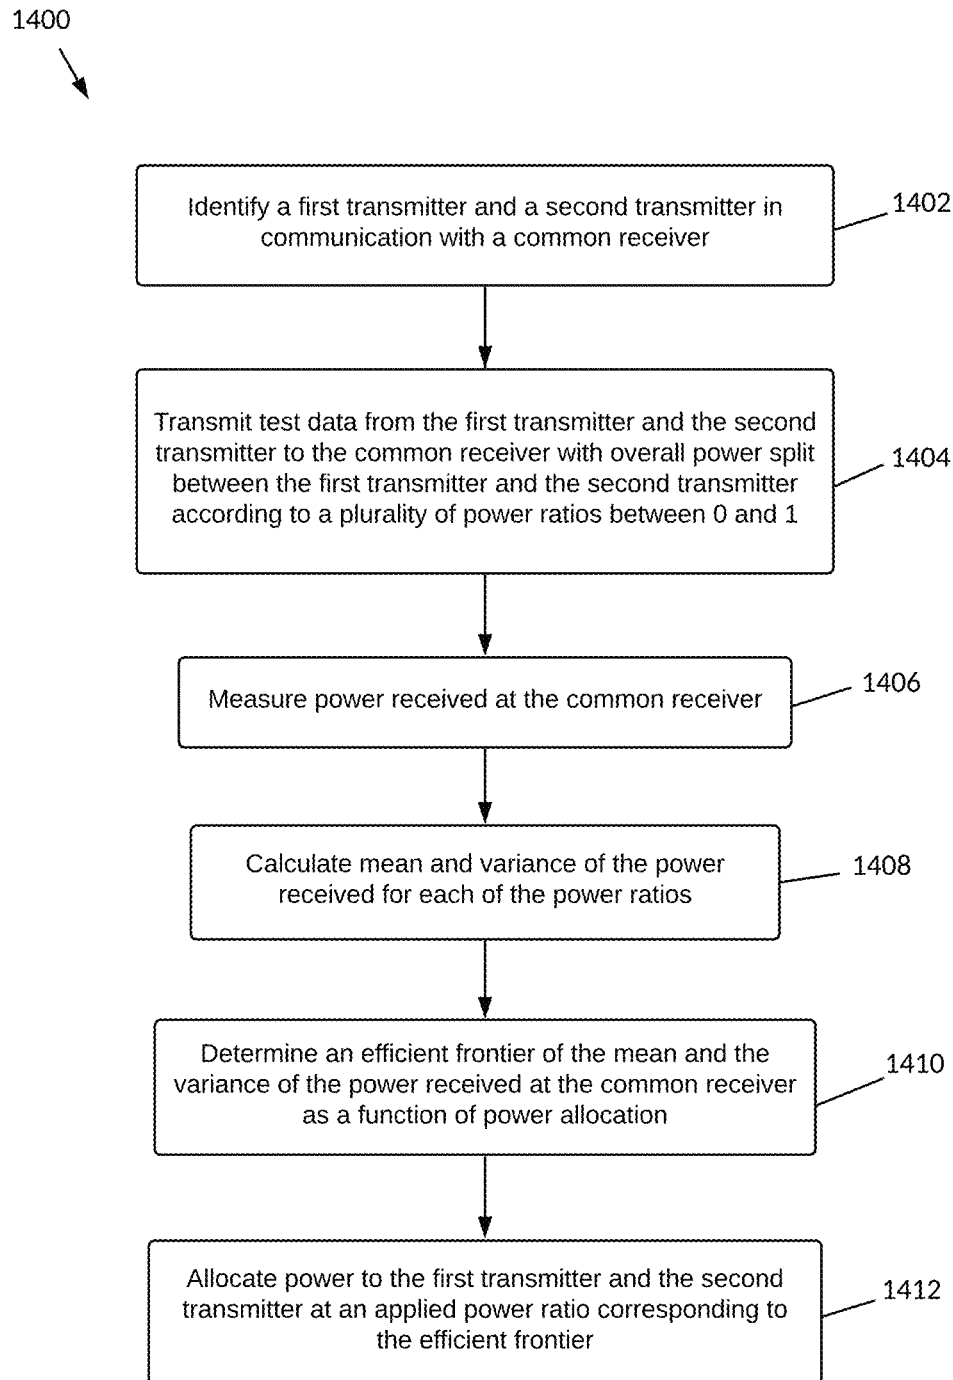 1400
Identify a first transmitter and a second transmitter in
communication with a common receiver
1402
Transmit test data from the first transmitter and the second
transmitter to the common receiver with overall power split
between the first transmitter and the second transmitter
according to a plurality of power ratios between 0 and 1
1404
Measure power received at the common receiver
1406
Calculate mean and variance of the power
received for each of the power ratios
1408
Determine an efficient frontier of the mean and the
variance of the power received at the common receiver
as a function of power allocation
1410
Allocate power to the first transmitter and the second
transmitter at an applied power ratio corresponding to
the efficient frontier
1412